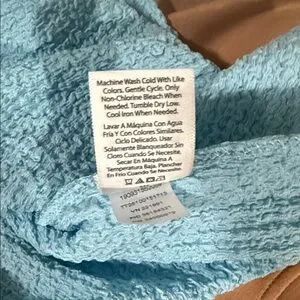 Machine Wash Cold With Like
Colors. Gentle Cycle. Only
Non-Chlorine Bleach When
Needed. Tumble Dry Low.
Cool Iron When Needed.
Lavar A Máquina Con Agua
Fría Y Con Colores Similares.
Ciclo Delicado. Usar
Solamente Blanqueador Sin
Cloro Cuando Se Necesite.
Secar En Máquina A
Temperatura Baja. Planchar
En Frío Cuando Se Necesite.